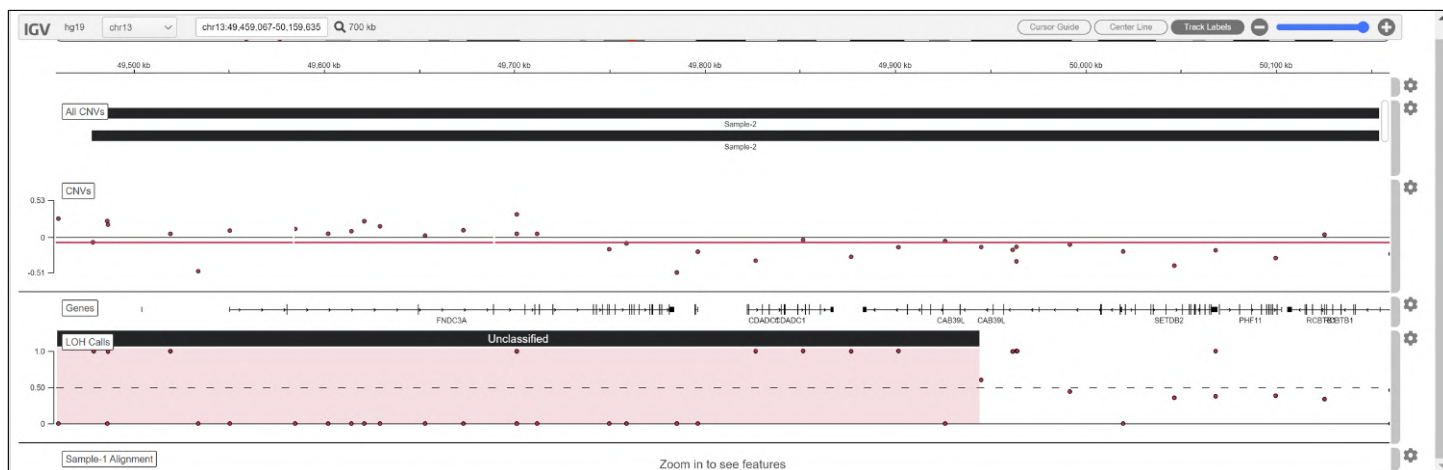 IGV hg19 chr13 chr13:49,459,067-50,159,635 700 kb Cursor Guide Center Line Track Labels
49,500 kb 49,600 kb 49,700 kb 49,800 kb 49,900 kb 50,000 kb 50,100 kb
All CNVs
Sample-2
Sample-2
CNVs
0.53
0
-0.51
Genes
FNDC3A CDADC1 CDADC1 CAB39L CAB39L SETDB2 PHF11 RCBTB1
LOH Calls
Unclassified
1.0
0.50
0
Sample-1 Alignment
Zoom in to see features